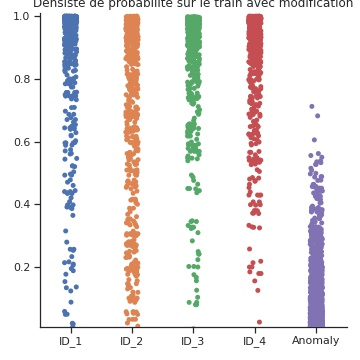 Densiste de probabilité sur le train avec modification
1.0
0.8
0.6
0.4
0.2
ID_1 ID_2 ID_3 ID_4 Anomaly